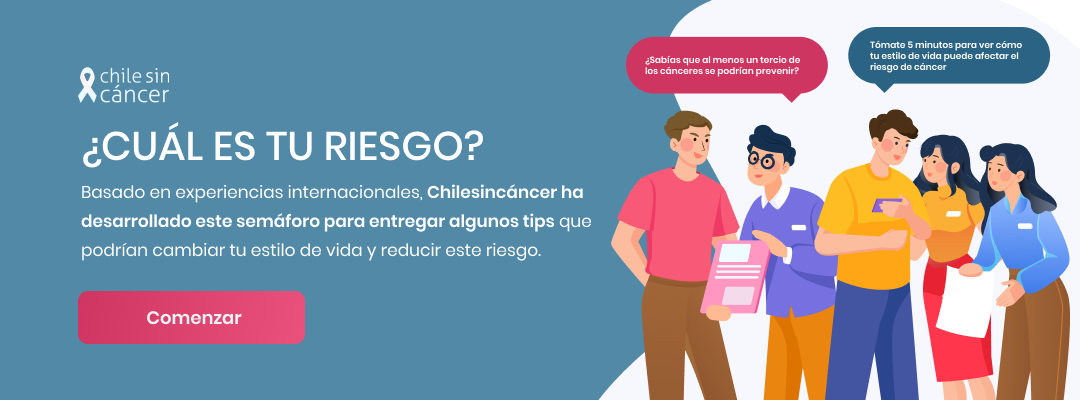 chile sin
cáncer
¿CUÁL ES TU RIESGO?
Basado en experiencias internacionales, Chilesincáncer ha
desarrollado este semáforo para entregar algunos tips que
podrían cambiar tu estilo de vida y reducir este riesgo.
Comenzar
¿Sabías que al menos un tercio de
los cánceres se podrían prevenir?
Tómate 5 minutos para ver cómo
tu estilo de vida puede afectar el
riesgo de cáncer